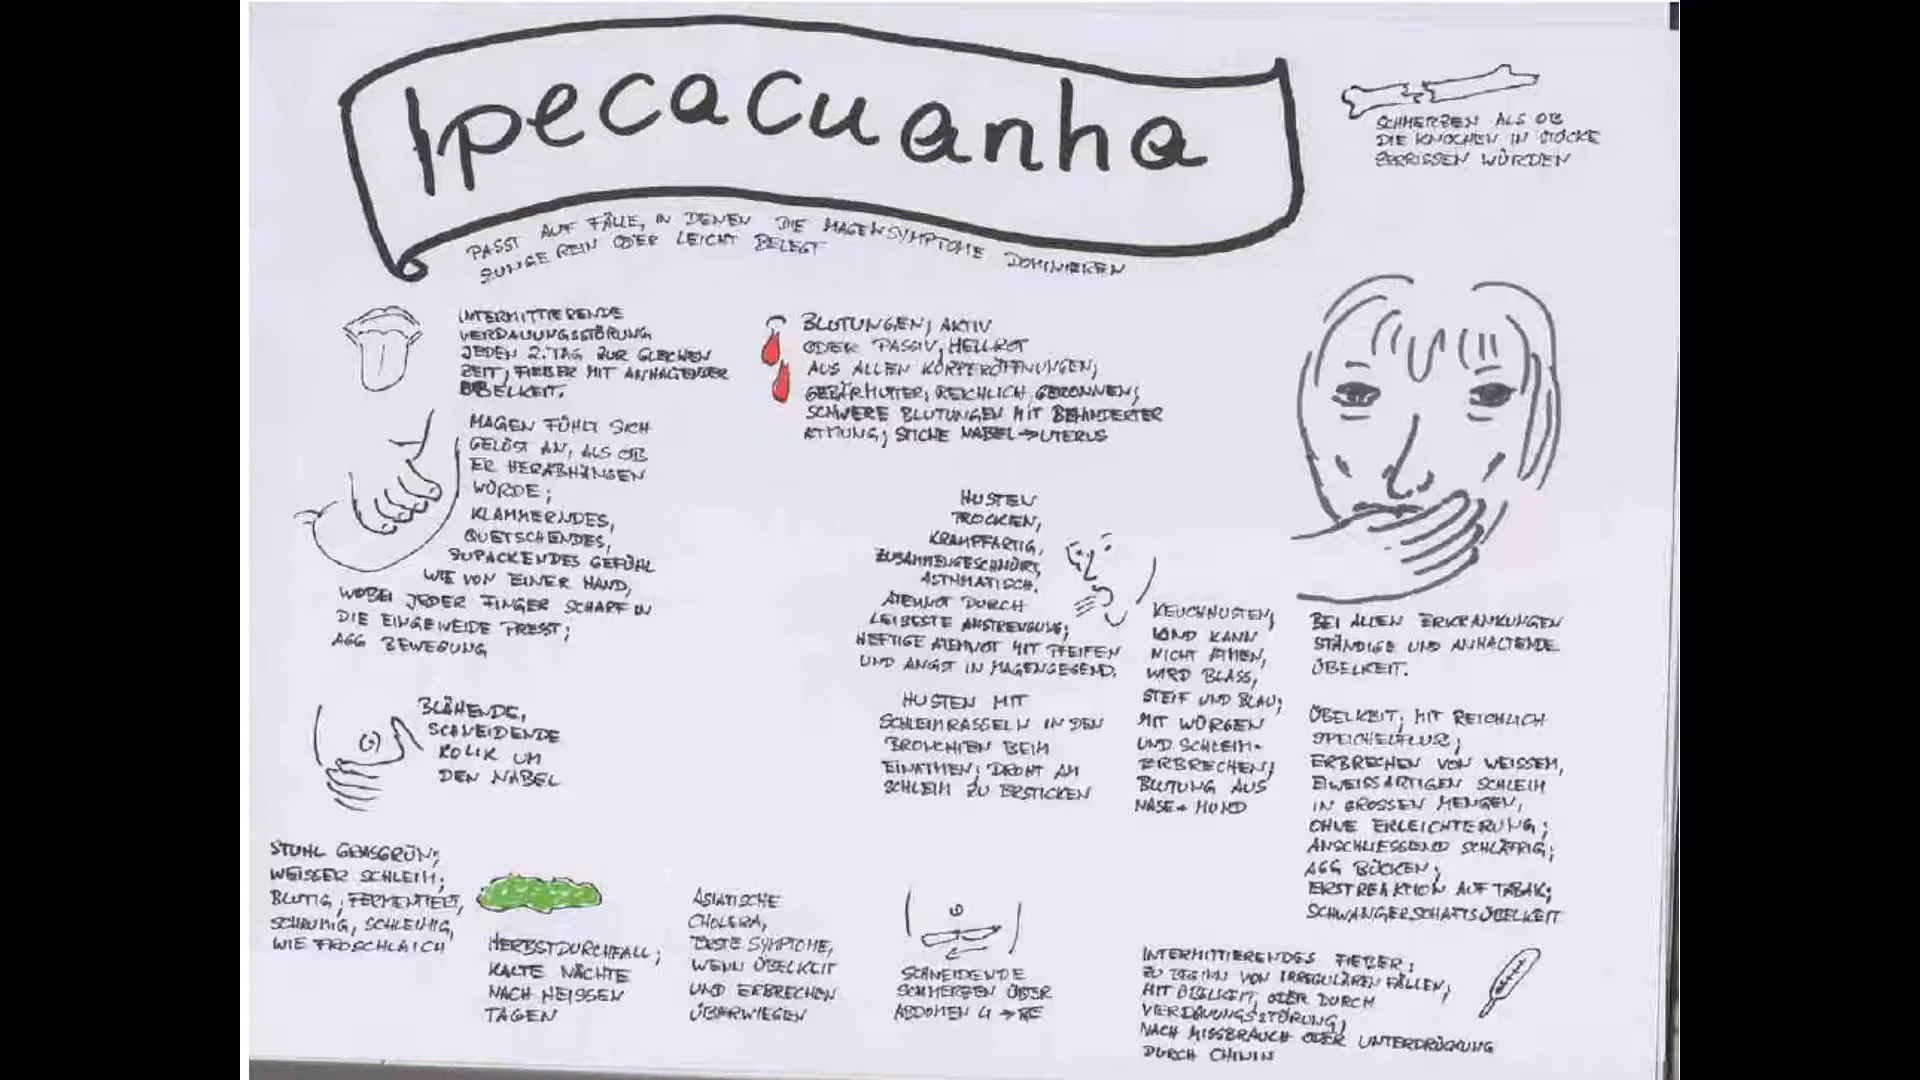 Ipecacuanha
PASST AUF FÄLLE, IN DENEN DIE MAGENSYMPTOME DOMINIEREN
ZUNGE REIN ODER LEICHT BELEGT
SCHMERZEN ALS OB
DIE KNOCHEN IN STÜCKE
ZERRISSEN WÜRDEN
INTERMITTIERENDE
VERDAUUNGSSTÖRUNG
JEDEN 2. TAG ZUR GLEICHEN
ZEIT, FIEBER MIT ANHALTENDER
ÜBELKEIT.
MAGEN FÜHLT SICH
GELÖST AN, ALS OB
ER HERABHÄNGEN
WÜRDE;
KLAMMERNDES,
QUETSCHENDES,
ZUPACKENDES GEFÜHL
WIE VON EINER HAND,
WOBEI JEDER FINGER SCHARF IN
DIE EINGEWEIDE PRESST;
AGG BEWEGUNG
BLÄHENDE,
SCHNEIDENDE
KOLIK UM
DEN NABEL
STUHL GRASGRÜN;
WEISSER SCHLEIM;
BLUTIG, FERMENTIERT,
SCHAUMIG, SCHLEIMIG,
WIE FROSCHLAICH
HERBSTDURCHFALL;
KALTE NÄCHTE
NACH HEISSEN
TAGEN
BLUTUNGEN, AKTIV
ODER PASSIV, HELLROT
AUS ALLEN KÖRPERÖFFNUNGEN;
GEBÄRMUTTER; REICHLICH, GERONNEN;
SCHWERE BLUTUNGEN MIT BEHINDERTER
ATMUNG; STICHE NABEL → UTERUS
HUSTEN
TROCKEN,
KRAMPFARTIG,
ZUSAMMENGESCHNÜRT,
ASTHMATISCH.
ATEMNOT DURCH
LEISESTE ANSTRENGUNG;
HEFTIGE ATEMNOT MIT PFEIFEN
UND ANGST IN MAGENGEGEND.
HUSTEN MIT
SCHLEIMRASSELN IN DEN
BRONCHIEN BEIM
EINATMEN; DROHT AM
SCHLEIM ZU ERSTICKEN
KEUCHHUSTEN;
KIND KANN
NICHT ATMEN,
WIRD BLASS,
STEIF UND BLAU;
MIT WÜRGEN
UND SCHLEIM-
ERBRECHEN;
BLUTUNG AUS
NASE + MUND
ASIATISCHE
CHOLERA,
ERSTE SYMPTOME,
WENN ÜBELKEIT
UND ERBRECHEN
ÜBERWIEGEN
SCHNEIDENDE
SCHMERZEN ÜBER
ABDOMEN LI → RE
BEI ALLEN ERKRANKUNGEN
STÄNDIGE UND ANHALTENDE
ÜBELKEIT.
ÜBELKEIT; MIT REICHLICH
SPEICHELFLUSS;
ERBRECHEN VON WEISSEM,
EIWEISSARTIGEN SCHLEIM
IN GROSSEN MENGEN,
OHNE ERLEICHTERUNG;
ANSCHLIESSEND SCHLÄFRIG;
AGG BÜCKEN;
ERSTREAKTION AUF TABAK;
SCHWANGERSCHAFTSÜBELKEIT
INTERMITTIERENDES FIEBER;
ZU BEGINN VON IRREGULÄREN FÄLLEN;
MIT ÜBELKEIT, ODER DURCH
VERDAUUNGSSTÖRUNG;
NACH MISSBRAUCH ODER UNTERDRÜCKUNG
DURCH CHININ